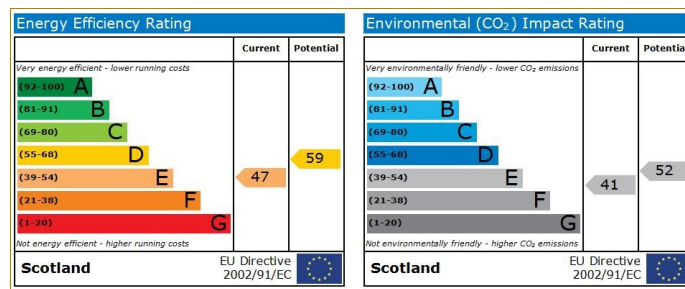 Energy Efficiency Rating
Current Potential
Very energy efficient - lower running costs
(92-100) A
(81-91) B
(69-80) C
(55-68) D
(39-54) E
(21-38) F
(1-20) G
47
59
Not energy efficient - higher running costs
Scotland
EU Directive
2002/91/EC
Environmental (CO₂) Impact Rating
Current Potential
Very environmentally friendly - lower CO₂ emissions
(92-100) A
(81-91) B
(69-80) C
(55-68) D
(39-54) E
(21-38) F
(1-20) G
41
52
Not environmentally friendly - higher CO₂ emissions
Scotland
EU Directive
2002/91/EC